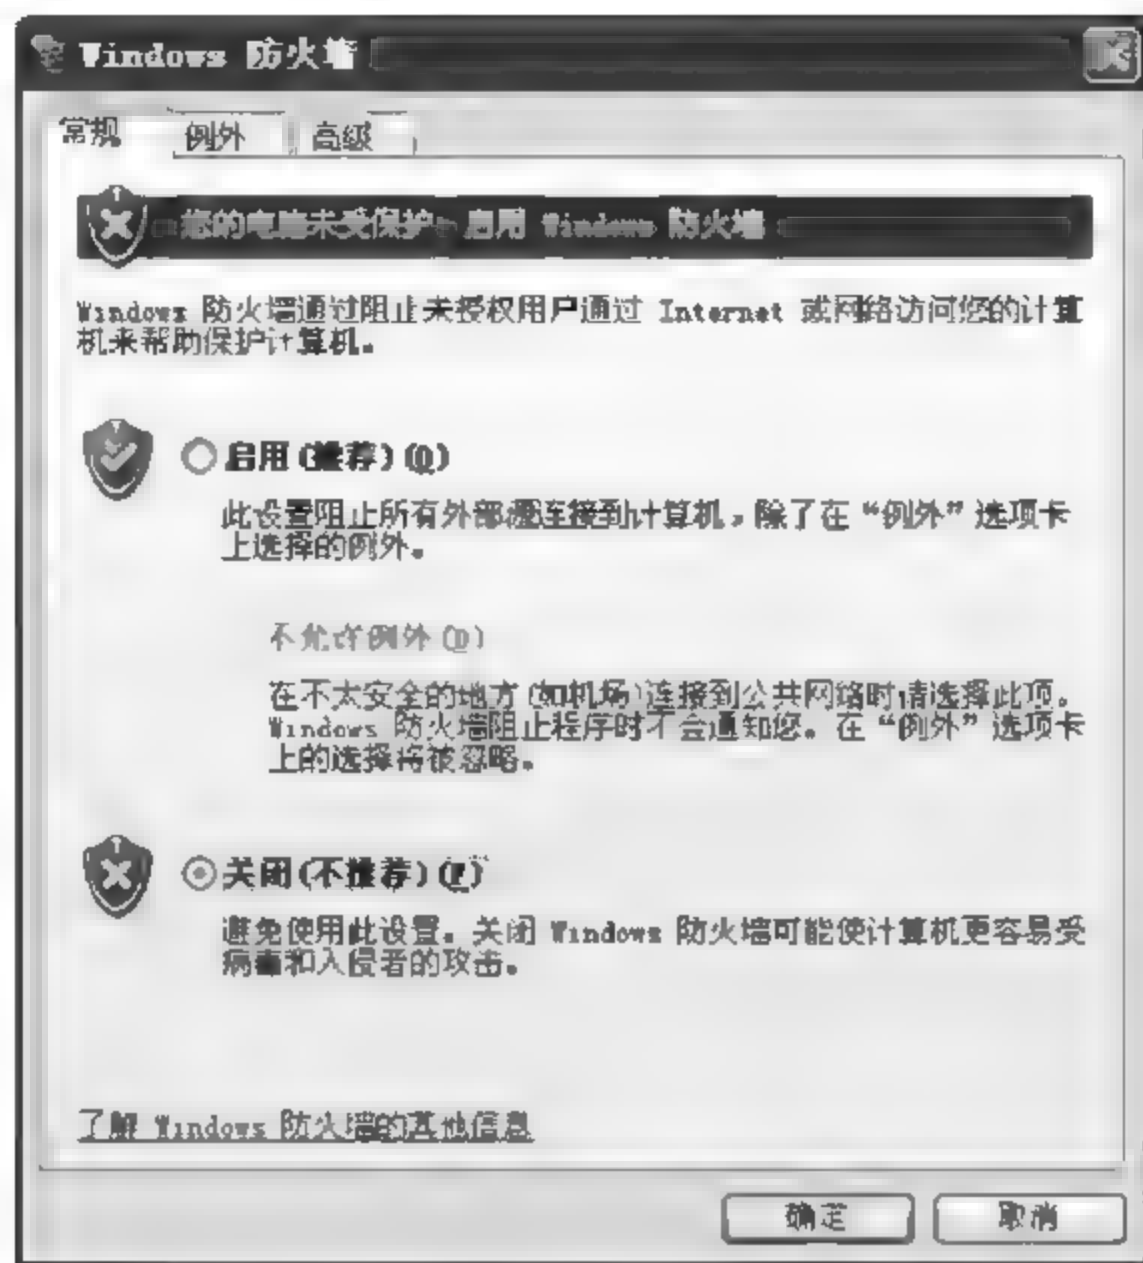 Windows 防火墙
常规 例外 高级
您的电脑未受保护: 启用 Windows 防火墙
Windows 防火墙通过阻止未授权用户通过 Internet 或网络访问您的计算
机来帮助保护计算机。
启用(推荐)(O)
此设置阻止所有外部源连接到计算机，除了在“例外”选项卡
上选择的例外。
不允许例外(D)
在不太安全的地方(如机场)连接到公共网络时请选择此项。
Windows 防火墙阻止程序时不会通知您。在“例外”选项卡
上的选择将被忽略。
关闭(不推荐)(F)
避免使用此设置。关闭 Windows 防火墙可能使计算机更容易受
病毒和入侵者的攻击。
了解 Windows 防火墙的其他信息
确定 取消